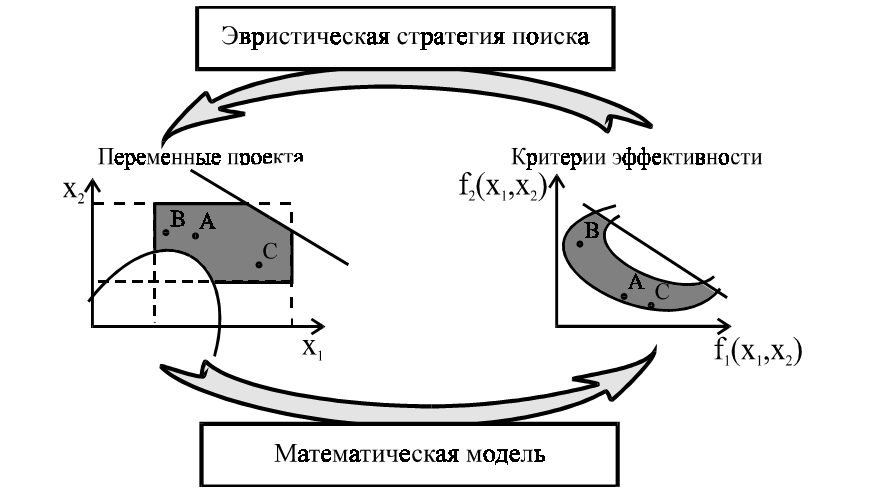 Эвристическая стратегия поиска
Переменные проекта
Критерии эффективности
x₂
B
A
C
x₁
f₂(x₁,x₂)
B
A
C
f₁(x₁,x₂)
Математическая модель